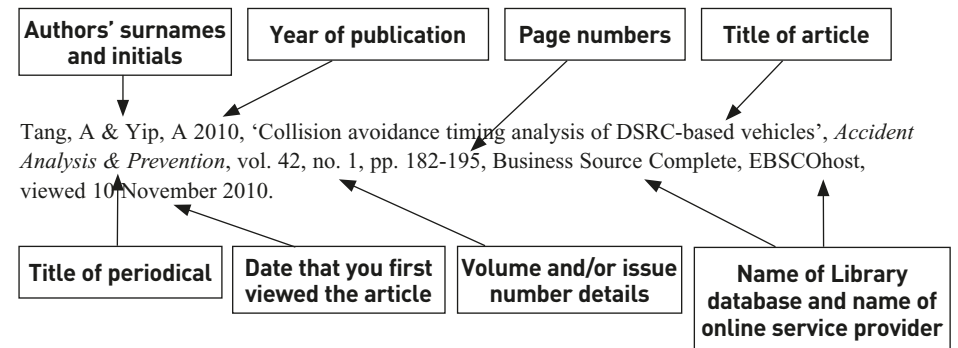 Authors' surnames
and initials
Year of publication
Page numbers
Title of article
Tang, A & Yip, A 2010, ‘Collision avoidance timing analysis of DSRC-based vehicles’, Accident
Analysis & Prevention, vol. 42, no. 1, pp. 182-195, Business Source Complete, EBSCOhost,
viewed 10 November 2010.
Title of periodical
Date that you first
viewed the article
Volume and/or issue
number details
Name of Library
database and name of
online service provider